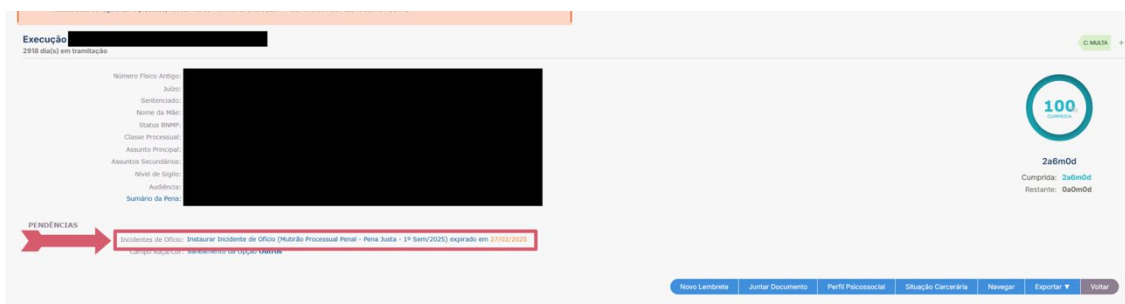 Execução
2918 dia(s) em tramitação
C: MULTA
Número Físico Antigo:
Juízo:
Sentenciado:
Nome da Mãe:
Status BNMP:
Classe Processual:
Assunto Principal:
Assuntos Secundários:
Nível de Sigilo:
Audiência:
Sumário da Pena:
100%
CUMPRIDA
2a6m0d
Cumprida: 2a6m0d
Restante: 0a0m0d
PENDÊNCIAS
Incidentes de Ofício: Instaurar Incidente de Ofício (Mutirão Processual Penal - Pena Justa - 1º Sem/2025) expirado em 27/02/2025
Campo Raça/Cor: Saneamento da Opção Outros
Novo Lembrete Juntar Documento Perfil Psicossocial Situação Carcerária Navegar Exportar ▼ Voltar